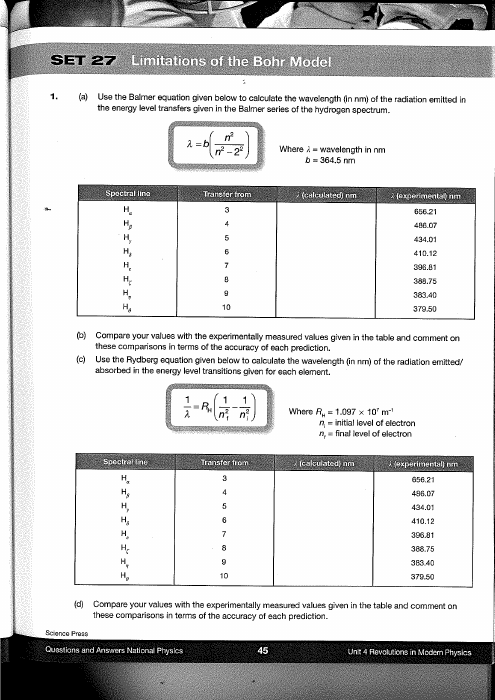 SET 27 Limitations of the Bohr Model
1. (a) Use the Balmer equation given below to calculate the wavelength (in nm) of the radiation emitted in
the energy level transfers given in the Balmer series of the hydrogen spectrum.
λ = b(n²/(n² − 2²))
Where λ = wavelength in nm
b = 364.5 nm
Spectral line Transfer from λ (calculated) nm λ (experimental) nm
Hα 3 656.21
Hβ 4 486.07
Hγ 5 434.01
Hδ 6 410.12
Hε 7 396.81
Hζ 8 388.75
Hη 9 383.40
Hθ 10 379.50
(b) Compare your values with the experimentally measured values given in the table and comment on
these comparisons in terms of the accuracy of each prediction.
(c) Use the Rydberg equation given below to calculate the wavelength (in nm) of the radiation emitted/
absorbed in the energy level transitions given for each element.
1/λ = R_H(1/n_f² − 1/n_i²)
Where R_H = 1.097 × 10⁷ m⁻¹
n_i = initial level of electron
n_f = final level of electron
Spectral line Transfer from λ (calculated) nm λ (experimental) nm
Hα 3 656.21
Hβ 4 486.07
Hγ 5 434.01
Hδ 6 410.12
Hε 7 396.81
Hζ 8 388.75
Hη 9 383.40
Hθ 10 379.50
(d) Compare your values with the experimentally measured values given in the table and comment on
these comparisons in terms of the accuracy of each prediction.
Science Press
Questions and Answers National Physics 45 Unit 4 Revolutions in Modern Physics